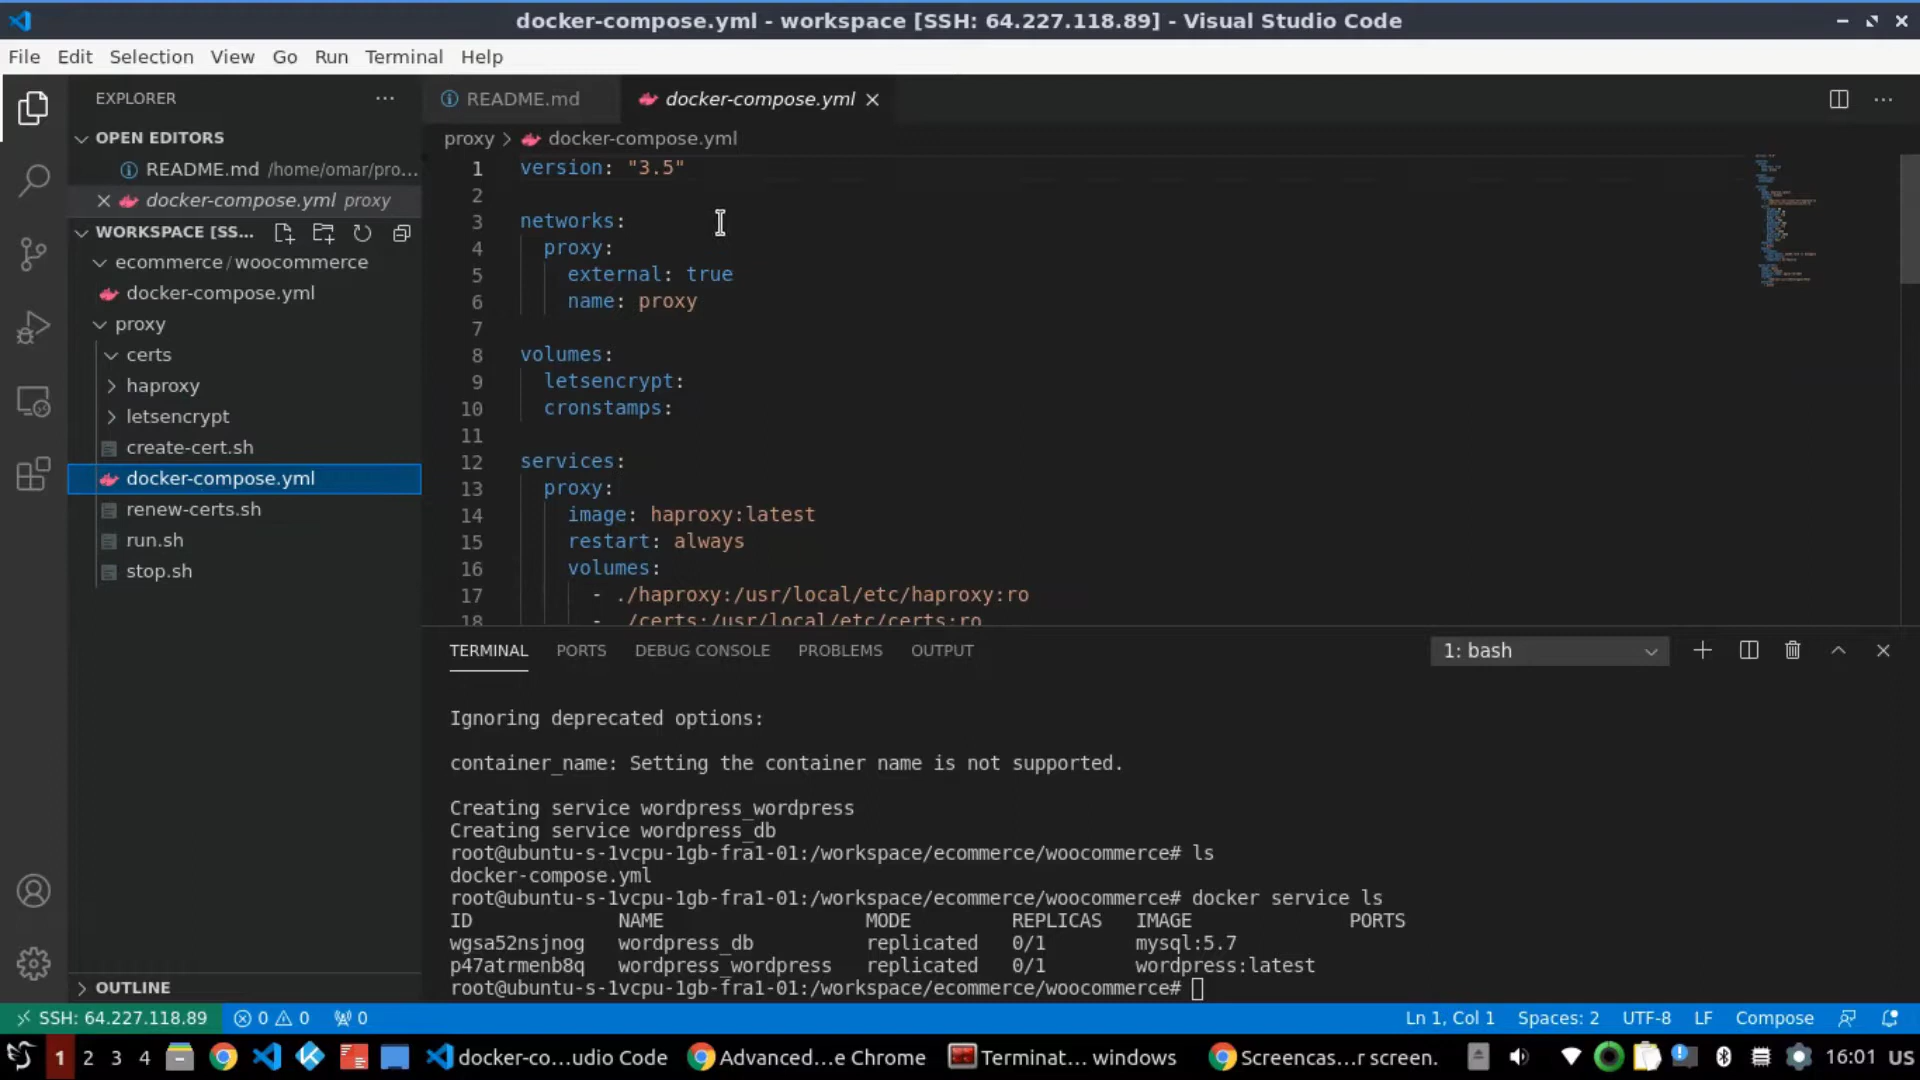 docker-compose.yml - workspace [SSH: 64.227.118.89] - Visual Studio Code
File Edit Selection View Go Run Terminal Help
EXPLORER
README.md
docker-compose.yml
OPEN EDITORS
README.md /home/omar/pro...
docker-compose.yml proxy
WORKSPACE [SS...
ecommerce/woocommerce
docker-compose.yml
proxy
certs
haproxy
letsencrypt
create-cert.sh
docker-compose.yml
renew-certs.sh
run.sh
stop.sh
OUTLINE
proxy > docker-compose.yml
1 version: "3.5"
2
3 networks:
4 proxy:
5 external: true
6 name: proxy
7
8 volumes:
9 letsencrypt:
10 cronstamps:
11
12 services:
13 proxy:
14 image: haproxy:latest
15 restart: always
16 volumes:
17 - ./haproxy:/usr/local/etc/haproxy:ro
18 - ./certs:/usr/local/etc/certs:ro
TERMINAL PORTS DEBUG CONSOLE PROBLEMS OUTPUT 1: bash
Ignoring deprecated options:
container_name: Setting the container name is not supported.
Creating service wordpress_wordpress
Creating service wordpress_db
root@ubuntu-s-1vcpu-1gb-fra1-01:/workspace/ecommerce/woocommerce# ls
docker-compose.yml
root@ubuntu-s-1vcpu-1gb-fra1-01:/workspace/ecommerce/woocommerce# docker service ls
ID NAME MODE REPLICAS IMAGE PORTS
wgsa52nsjnog wordpress_db replicated 0/1 mysql:5.7
p47atrmenb8q wordpress_wordpress replicated 0/1 wordpress:latest
root@ubuntu-s-1vcpu-1gb-fra1-01:/workspace/ecommerce/woocommerce#
SSH: 64.227.118.89 0 0 0 Ln 1, Col 1 Spaces: 2 UTF-8 LF Compose
1 2 3 4 docker-co...udio Code Advanced...e Chrome Terminat... windows Screencas...r screen. 16:01 US